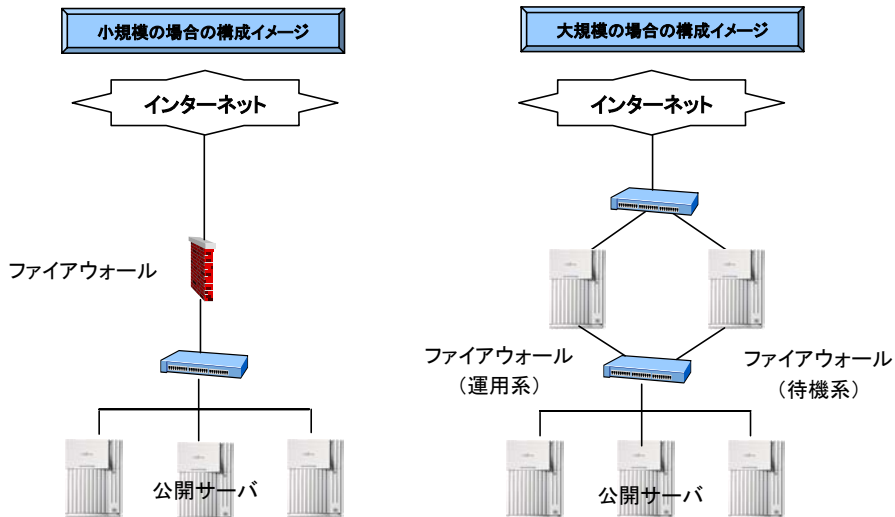 小規模の場合の構成イメージ
インターネット
ファイアウォール
公開サーバ
大規模の場合の構成イメージ
インターネット
ファイアウォール
（運用系）
ファイアウォール
（待機系）
公開サーバ